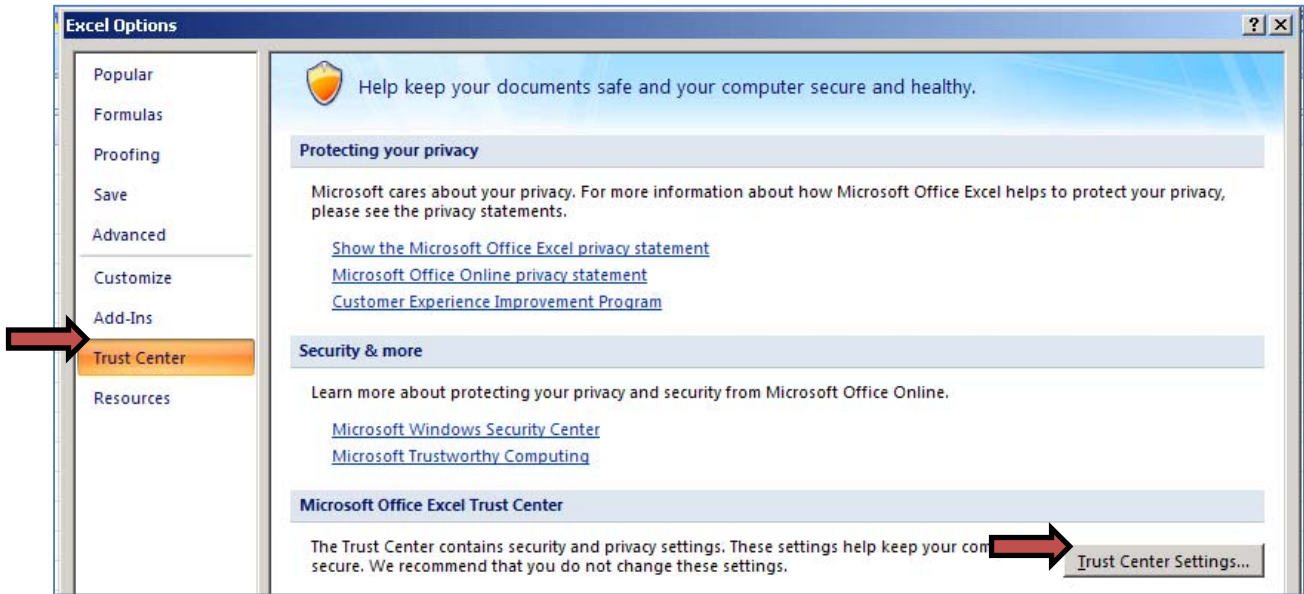 Excel Options
Popular
Formulas
Proofing
Save
Advanced
Customize
Add-Ins
Trust Center
Resources
Help keep your documents safe and your computer secure and healthy.
Protecting your privacy
Microsoft cares about your privacy. For more information about how Microsoft Office Excel helps to protect your privacy,
please see the privacy statements.
Show the Microsoft Office Excel privacy statement
Microsoft Office Online privacy statement
Customer Experience Improvement Program
Security & more
Learn more about protecting your privacy and security from Microsoft Office Online.
Microsoft Windows Security Center
Microsoft Trustworthy Computing
Microsoft Office Excel Trust Center
The Trust Center contains security and privacy settings. These settings help keep your
secure. We recommend that you do not change these settings.
Trust Center Settings...